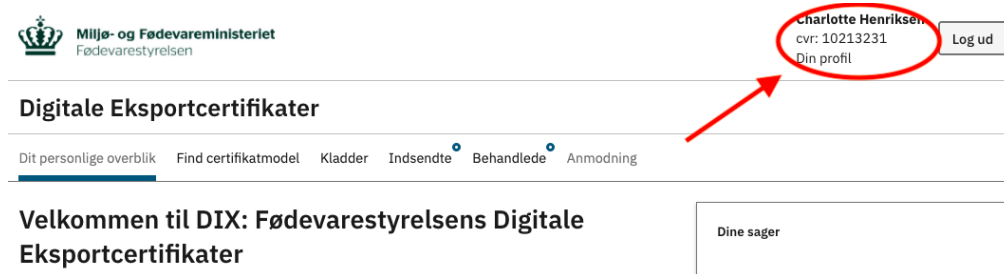 Miljø- og Fødevareministeriet
Fødevarestyrelsen
Charlotte Henriksen
cvr: 10213231
Din profil
Log ud
Digitale Eksportcertifikater
Dit personlige overblik Find certifikatmodel Kladder Indsendte Behandlede Anmodning
Velkommen til DIX: Fødevarestyrelsens Digitale
Eksportcertifikater
Dine sager